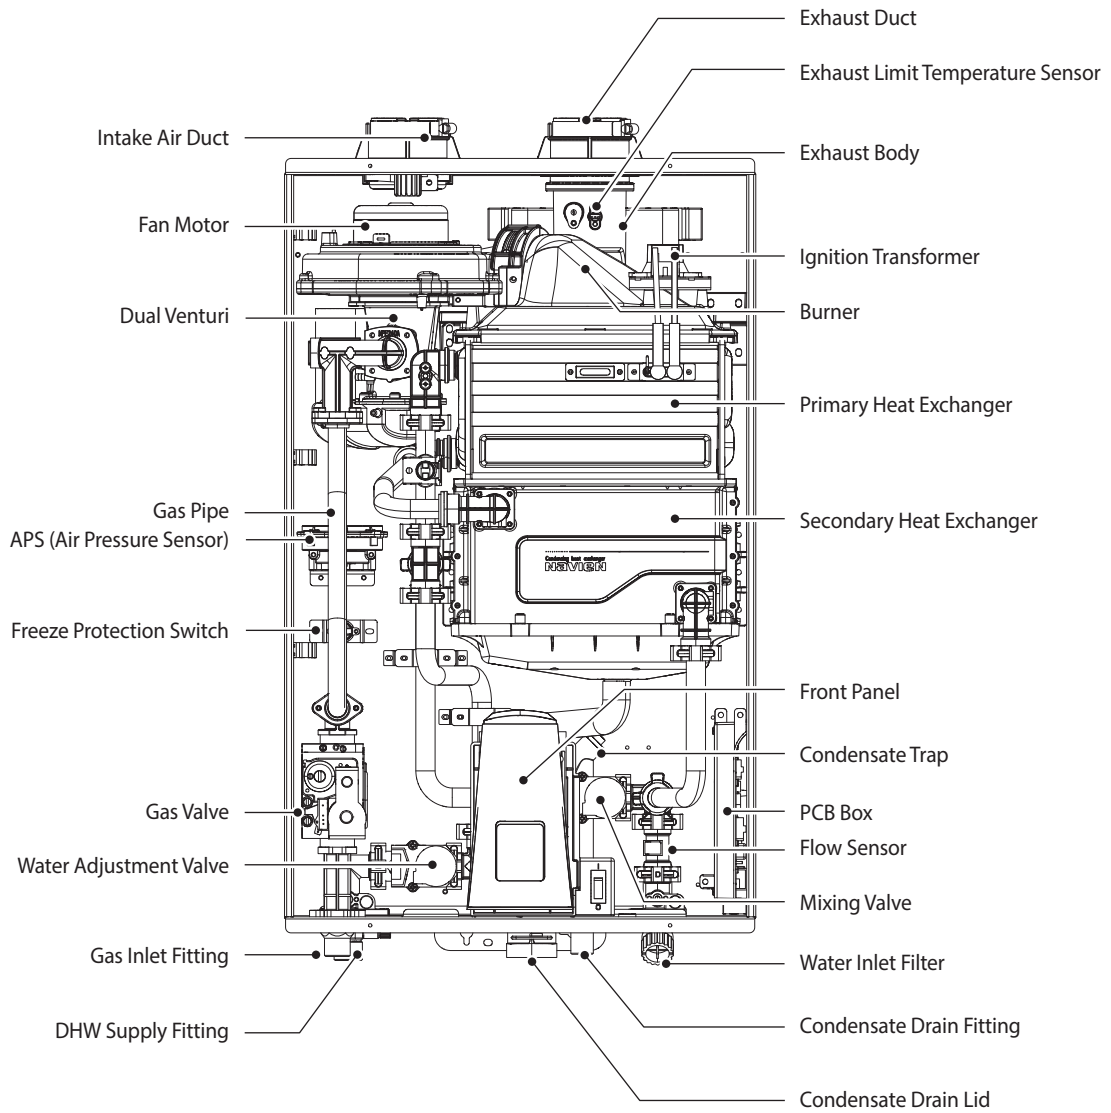 Exhaust Duct
Exhaust Limit Temperature Sensor
Intake Air Duct
Exhaust Body
Fan Motor
Ignition Transformer
Dual Venturi
Burner
Primary Heat Exchanger
Gas Pipe
Secondary Heat Exchanger
APS (Air Pressure Sensor)
Condensing heat exchanger
NAVIEN
Freeze Protection Switch
Front Panel
Condensate Trap
Gas Valve
PCB Box
Flow Sensor
Water Adjustment Valve
Mixing Valve
Gas Inlet Fitting
Water Inlet Filter
DHW Supply Fitting
Condensate Drain Fitting
Condensate Drain Lid